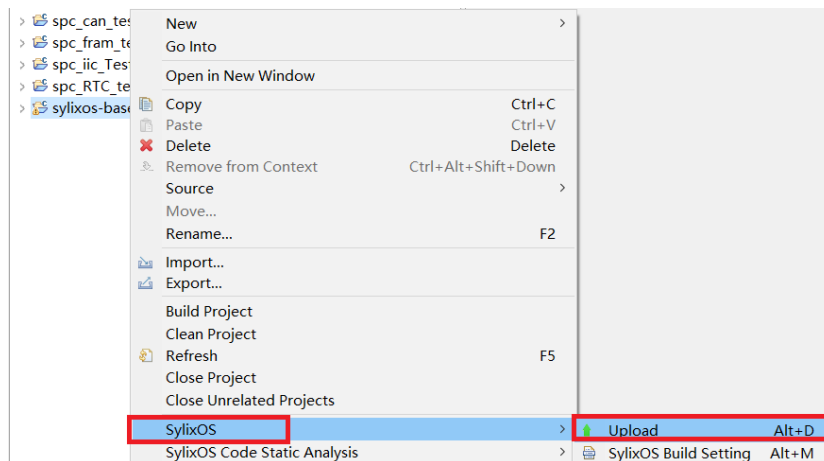 spc_can_tes
spc_fram_te
spc_iic_Test
spc_RTC_te
sylixos-base
New
Go Into
Open in New Window
Copy Ctrl+C
Paste Ctrl+V
Delete Delete
Remove from Context Ctrl+Alt+Shift+Down
Source
Move...
Rename... F2
Import...
Export...
Build Project
Clean Project
Refresh F5
Close Project
Close Unrelated Projects
SylixOS
SylixOS Code Static Analysis
Upload Alt+D
SylixOS Build Setting Alt+M